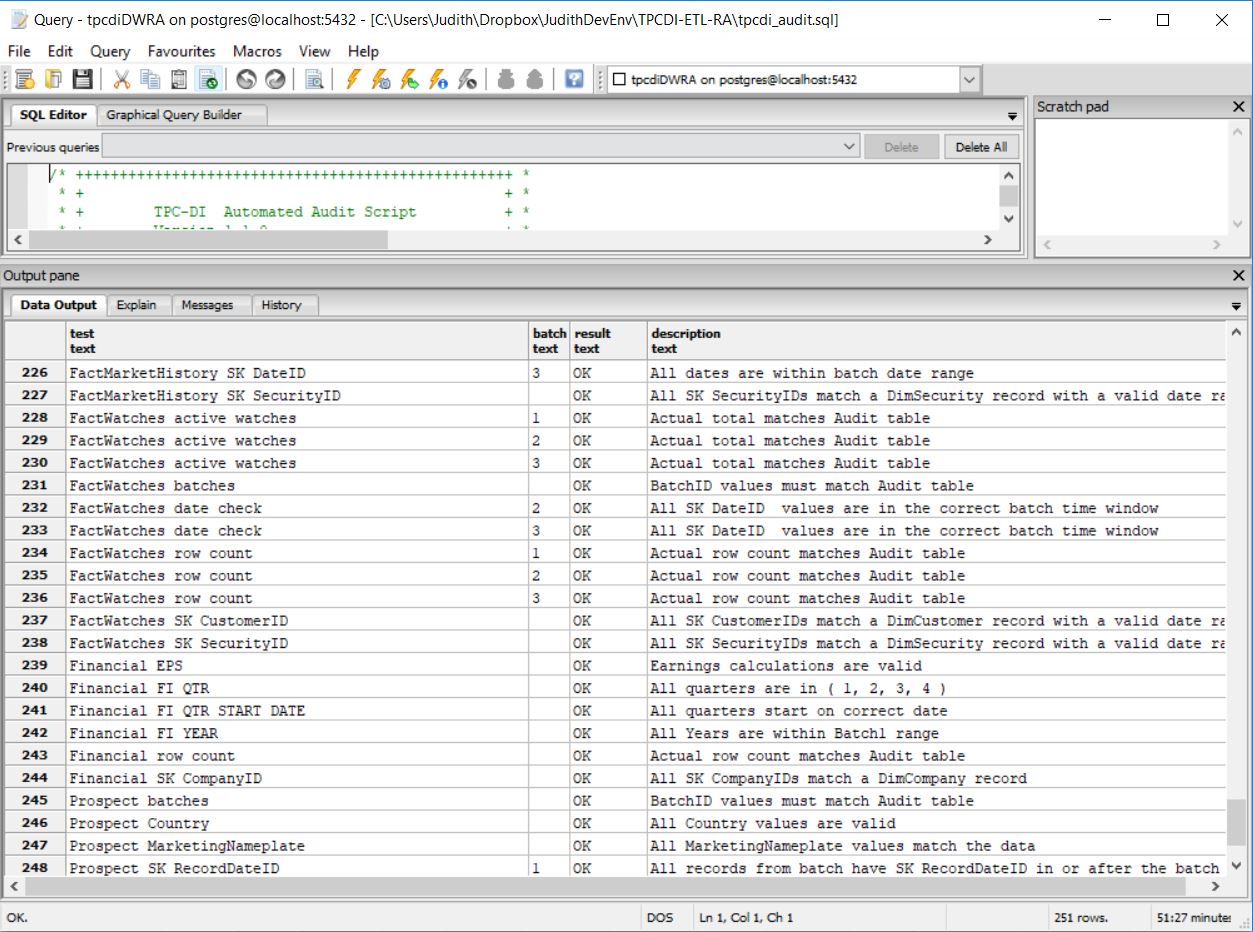 Query - tpcdiDWRA on postgres@localhost:5432 - [C:\Users\Judith\Dropbox\JudithDevEnv\TPCDI-ETL-RA\tpcdi_audit.sql]
File Edit Query Favourites Macros View Help
tpcdiDWRA on postgres@localhost:5432
SQL Editor Graphical Query Builder
Scratch pad
Previous queries Delete Delete All
/* ++++++++++++++++++++++++++++++++++++++++++++++++++ *
* + + *
* + TPC-DI Automated Audit Script + *
Output pane
Data Output Explain Messages History
test batch result description
text text text text
226 FactMarketHistory SK DateID 3 OK All dates are within batch date range
227 FactMarketHistory SK SecurityID OK All SK SecurityIDs match a DimSecurity record with a valid date ra
228 FactWatches active watches 1 OK Actual total matches Audit table
229 FactWatches active watches 2 OK Actual total matches Audit table
230 FactWatches active watches 3 OK Actual total matches Audit table
231 FactWatches batches OK BatchID values must match Audit table
232 FactWatches date check 2 OK All SK DateID  values are in the correct batch time window
233 FactWatches date check 3 OK All SK DateID  values are in the correct batch time window
234 FactWatches row count 1 OK Actual row count matches Audit table
235 FactWatches row count 2 OK Actual row count matches Audit table
236 FactWatches row count 3 OK Actual row count matches Audit table
237 FactWatches SK CustomerID OK All SK CustomerIDs match a DimCustomer record with a valid date ra
238 FactWatches SK SecurityID OK All SK SecurityIDs match a DimSecurity record with a valid date ra
239 Financial EPS OK Earnings calculations are valid
240 Financial FI QTR OK All quarters are in ( 1, 2, 3, 4 )
241 Financial FI QTR START DATE OK All quarters start on correct date
242 Financial FI YEAR OK All Years are within Batch1 range
243 Financial row count OK Actual row count matches Audit table
244 Financial SK CompanyID OK All SK CompanyIDs match a DimCompany record
245 Prospect batches OK BatchID values must match Audit table
246 Prospect Country OK All Country values are valid
247 Prospect MarketingNameplate OK All MarketingNameplate values match the data
248 Prospect SK RecordDateID 1 OK All records from batch have SK RecordDateID in or after the batch
OK. DOS Ln 1, Col 1, Ch 1 251 rows. 51:27 minutes